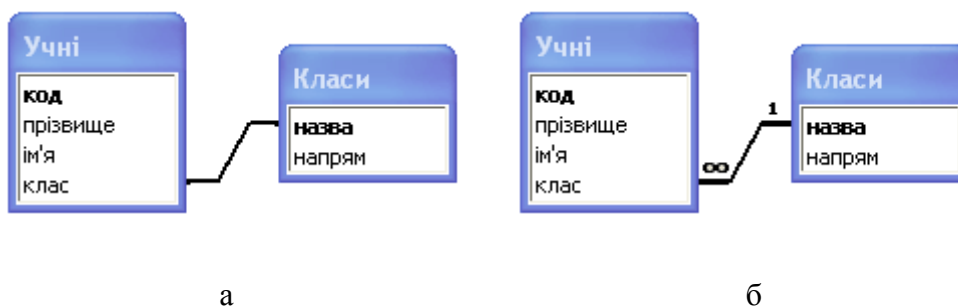 Учні
код
прізвище
ім'я
клас
Класи
назва
напрям
Учні
код
прізвище
ім'я
клас
∞
1
Класи
назва
напрям
а
б